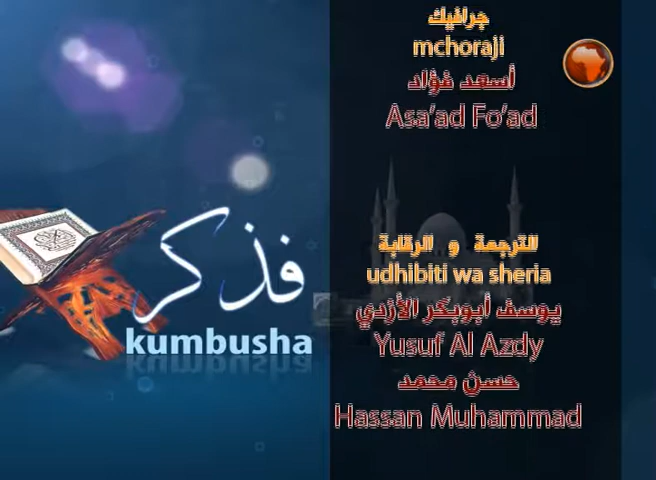 جرافيك
mchoraji
أسعد فؤاد
Asa'ad Fo'ad
فذكر
kumbusha
الترجمة و الرقابة
udhibiti wa sheria
يوسف أبوبكر الأزدي
Yusuf Al Azdy
حسن محمد
Hassan Muhammad